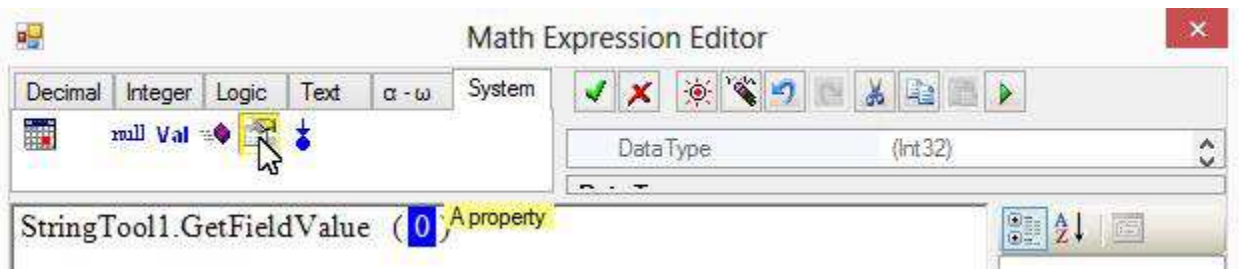 Math Expression Editor
Decimal Integer Logic Text α - ω System
null Val
DataType (Int32)
StringTool1.GetFieldValue ( 0 ) A property
A
Z